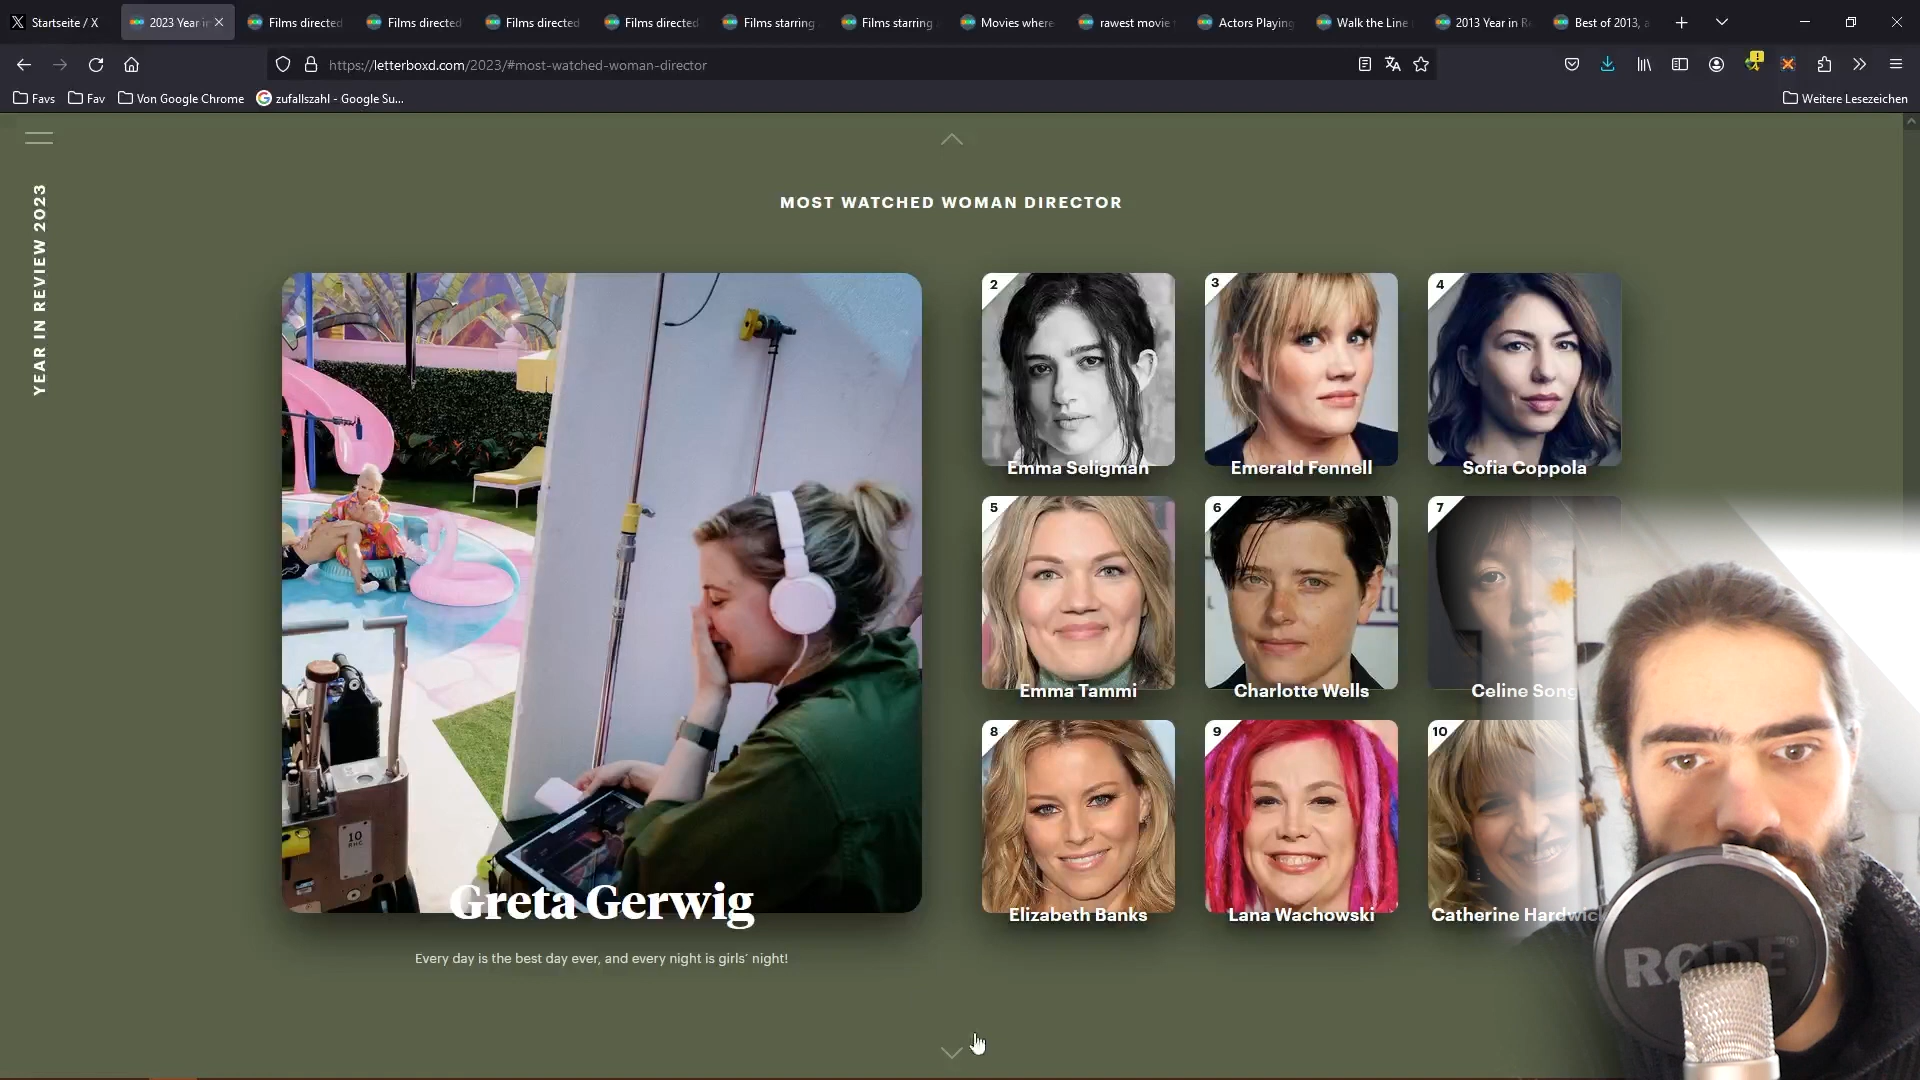 Startseite / X
2023 Year in
Films directed
Films directed
Films directed
Films directed
Films starring
Films starring
Movies where
rawest movie
Actors Playing
Walk the Line
2013 Year in Re
Best of 2013, a
https://letterboxd.com/2023/#most-watched-woman-director
Favs
Fav
Von Google Chrome
zufallszahl - Google Su...
Weitere Lesezeichen
YEAR IN REVIEW 2023
MOST WATCHED WOMAN DIRECTOR
2
3
4
Emma Seligman
Emerald Fennell
Sofia Coppola
5
6
7
Emma Tammi
Charlotte Wells
Celine Song
8
9
10
Elizabeth Banks
Lana Wachowski
Catherine Hardwic
10
Greta Gerwig
Every day is the best day ever, and every night is girls' night!
RØDE